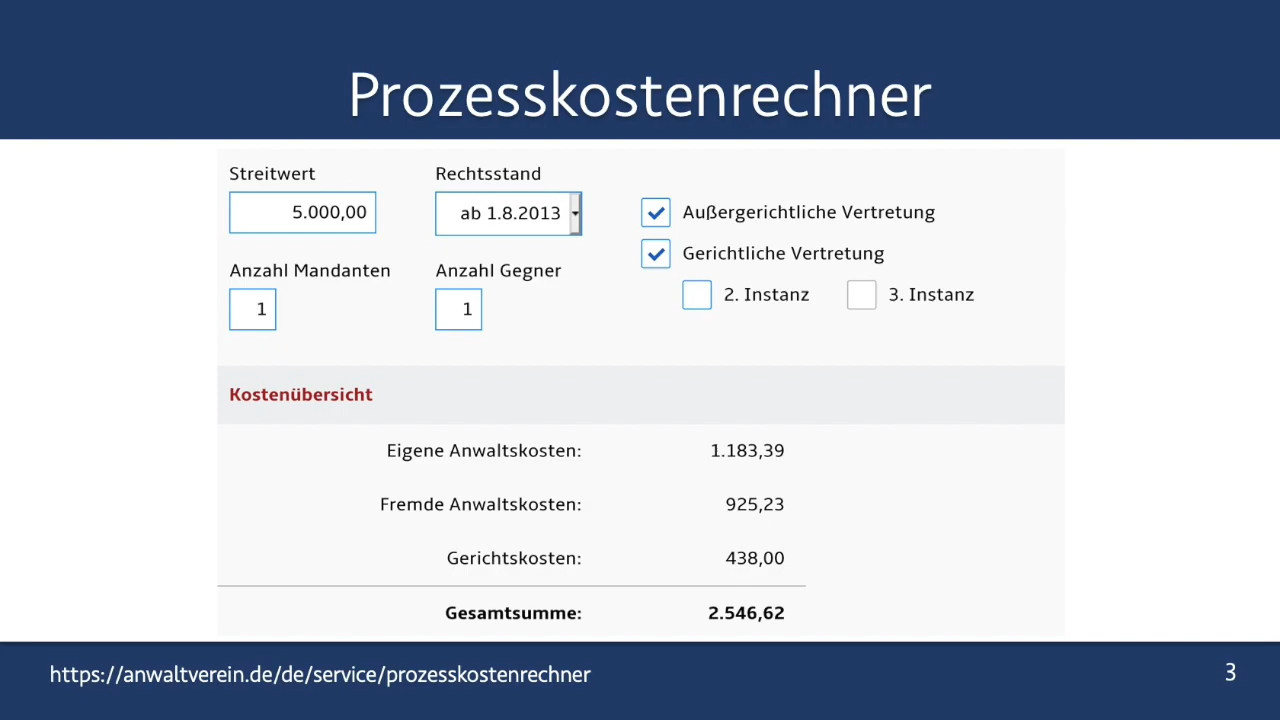 Prozesskostenrechner
Streitwert
Rechtsstand
5.000,00
ab 1.8.2013
Außergerichtliche Vertretung
Gerichtliche Vertretung
Anzahl Mandanten
Anzahl Gegner
1
1
2. Instanz
3. Instanz
Kostenübersicht
Eigene Anwaltskosten: 1.183,39
Fremde Anwaltskosten: 925,23
Gerichtskosten: 438,00
Gesamtsumme: 2.546,62
https://anwaltverein.de/de/service/prozesskostenrechner
3